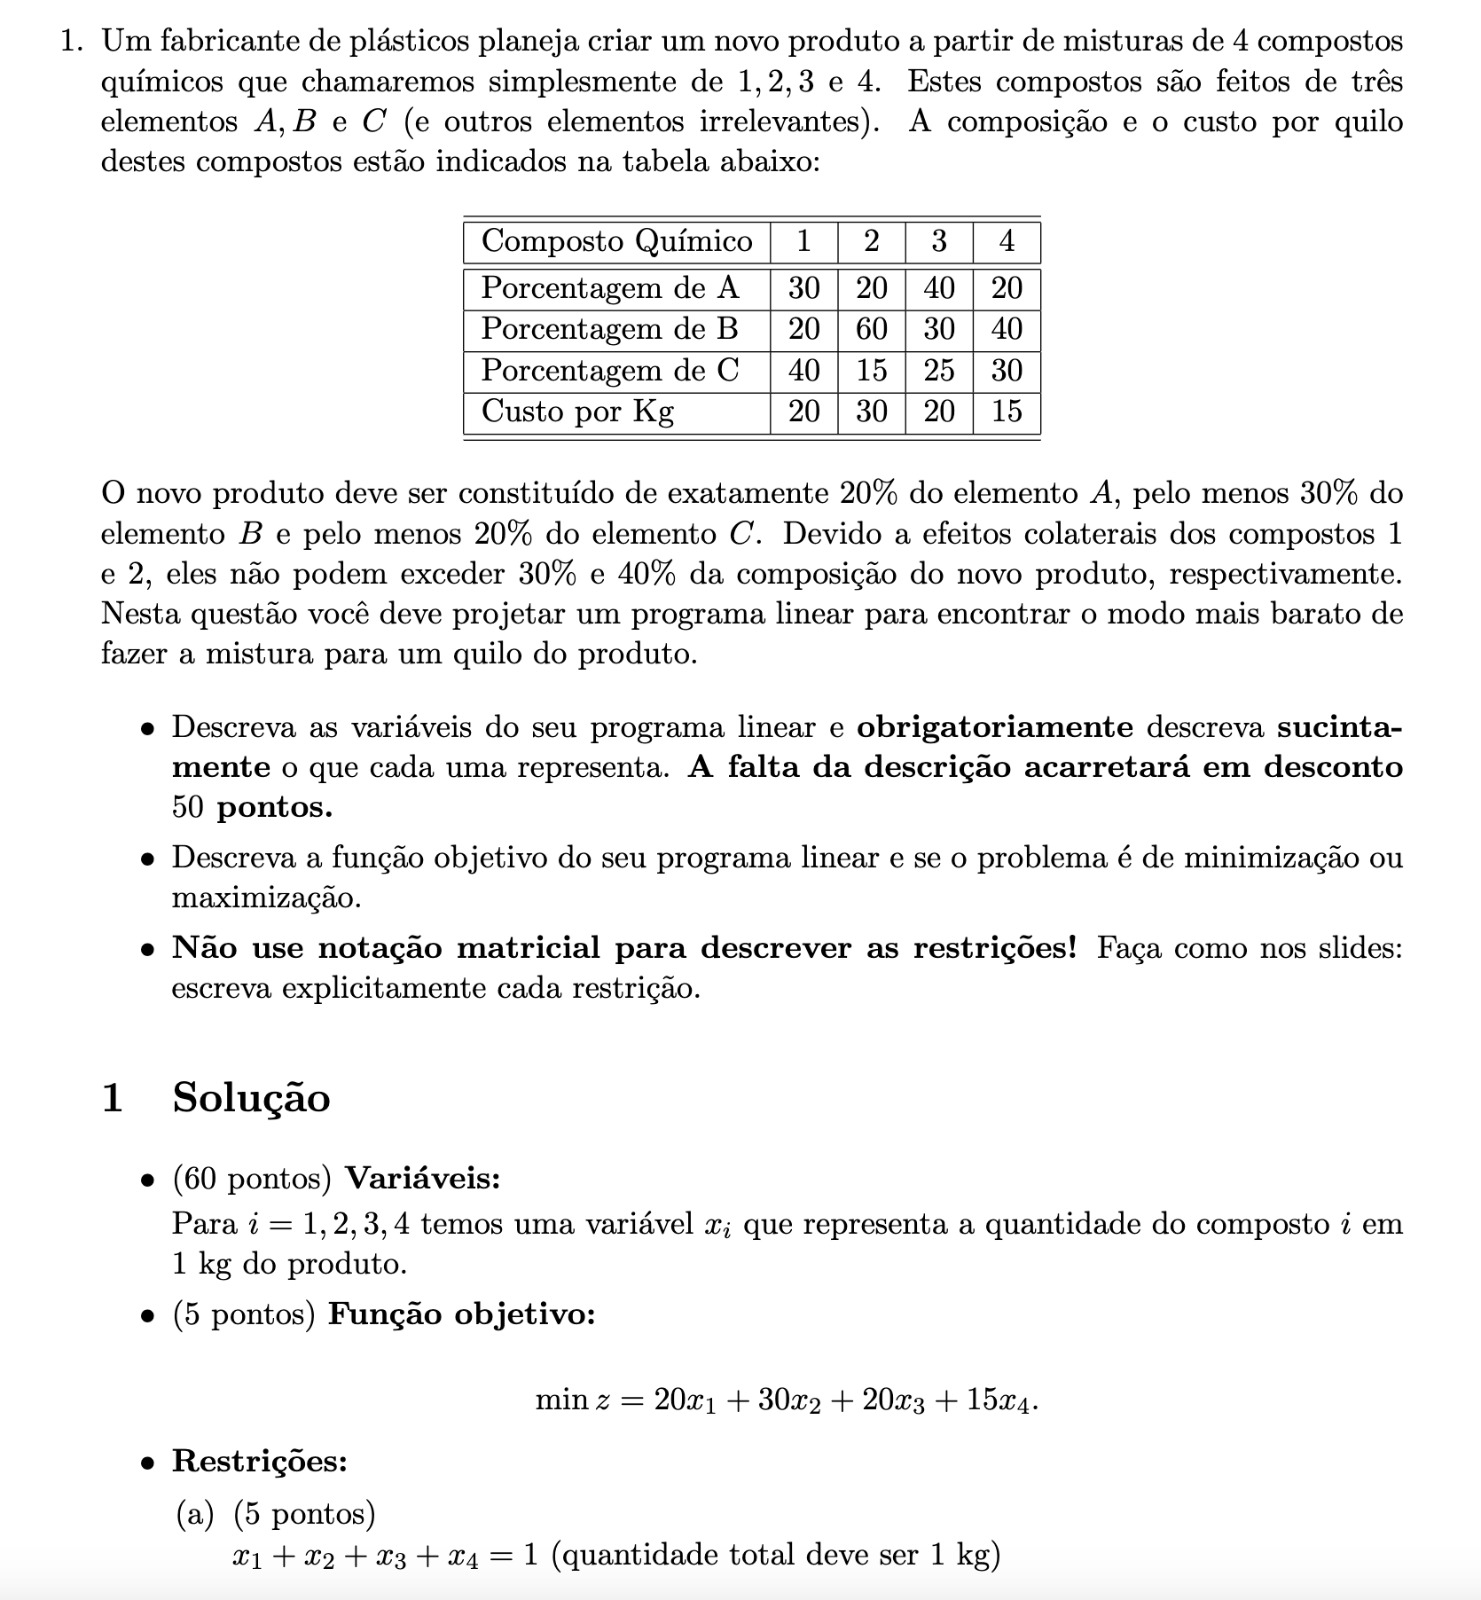 1. Um fabricante de plásticos planeja criar um novo produto a partir de misturas de 4 compostos
químicos que chamaremos simplesmente de 1, 2, 3 e 4. Estes compostos são feitos de três
elementos A, B e C (e outros elementos irrelevantes). A composição e o custo por quilo
destes compostos estão indicados na tabela abaixo:
Composto Químico 1 2 3 4
Porcentagem de A 30 20 40 20
Porcentagem de B 20 60 30 40
Porcentagem de C 40 15 25 30
Custo por Kg 20 30 20 15
O novo produto deve ser constituído de exatamente 20% do elemento A, pelo menos 30% do
elemento B e pelo menos 20% do elemento C. Devido a efeitos colaterais dos compostos 1
e 2, eles não podem exceder 30% e 40% da composição do novo produto, respectivamente.
Nesta questão você deve projetar um programa linear para encontrar o modo mais barato de
fazer a mistura para um quilo do produto.
• Descreva as variáveis do seu programa linear e obrigatoriamente descreva sucinta-
mente o que cada uma representa. A falta da descrição acarretará em desconto
50 pontos.
• Descreva a função objetivo do seu programa linear e se o problema é de minimização ou
maximização.
• Não use notação matricial para descrever as restrições! Faça como nos slides:
escreva explicitamente cada restrição.
1 Solução
• (60 pontos) Variáveis:
Para i = 1, 2, 3, 4 temos uma variável xᵢ que representa a quantidade do composto i em
1 kg do produto.
• (5 pontos) Função objetivo:
min z = 20x₁ + 30x₂ + 20x₃ + 15x₄.
• Restrições:
(a) (5 pontos)
x₁ + x₂ + x₃ + x₄ = 1 (quantidade total deve ser 1 kg)